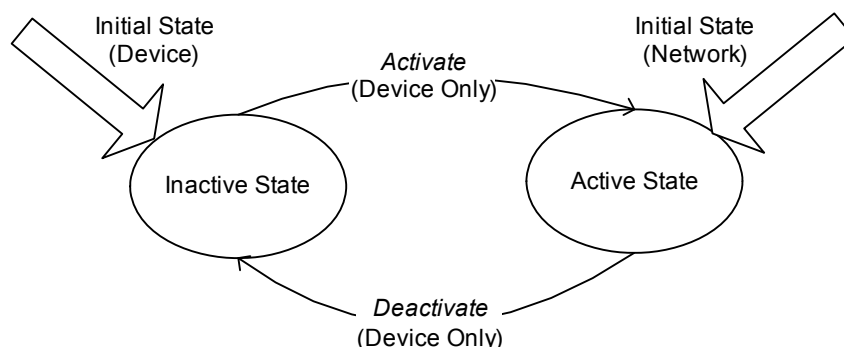 Initial State
(Device)
Activate
(Device Only)
Initial State
(Network)
Inactive State
Active State
Deactivate
(Device Only)